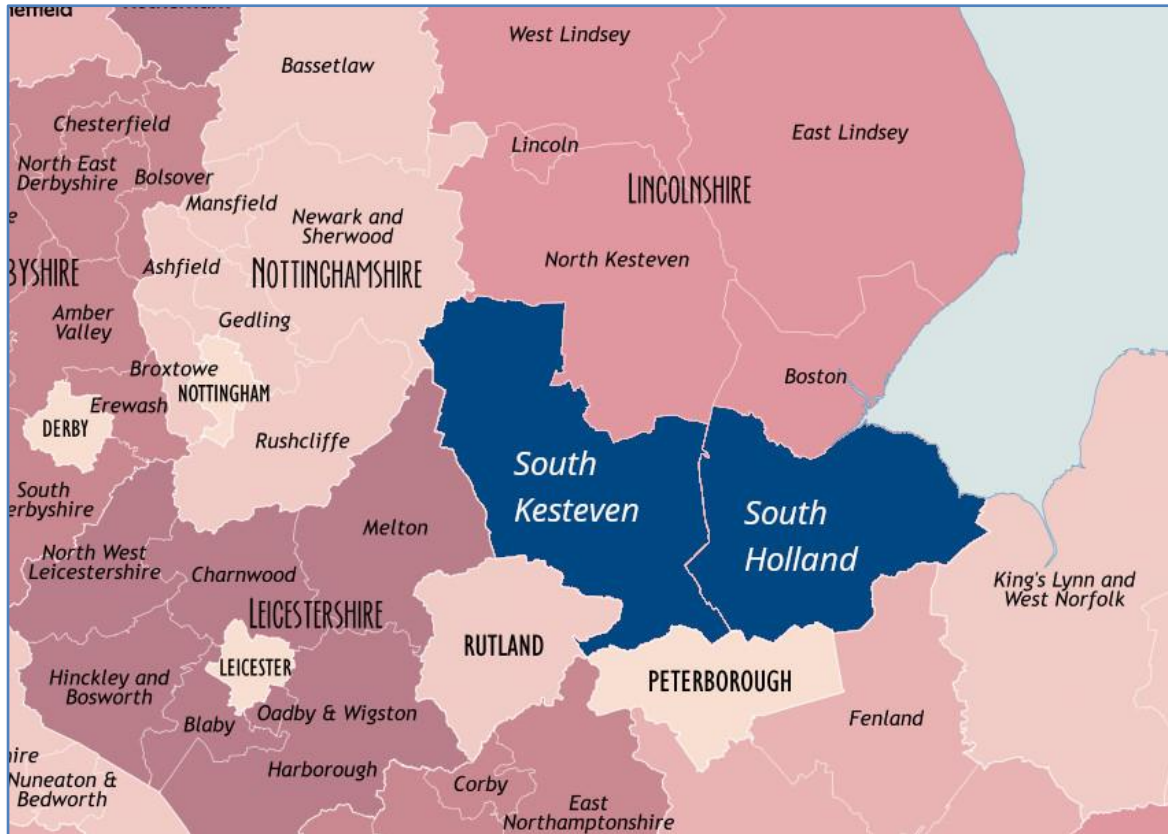 West Lindsey
Bassetlaw
Chesterfield
East Lindsey
Lincoln
North East
Derbyshire
Bolsover
LINCOLNSHIRE
Mansfield
Newark and
Sherwood
North Kesteven
Ashfield
NOTTINGHAMSHIRE
Amber
Valley
Gedling
Broxtowe
NOTTINGHAM
Boston
Erewash
DERBY
Rushcliffe
South
Kesteven
South
Holland
South
Melton
North West
Leicestershire
Charnwood
King's Lynn and
West Norfolk
LEICESTERSHIRE
RUTLAND
LEICESTER
PETERBOROUGH
Hinckley and
Bosworth
Blaby
Oadby & Wigston
Fenland
Harborough
Corby
Nuneaton &
Bedworth
East
Northamptonshire